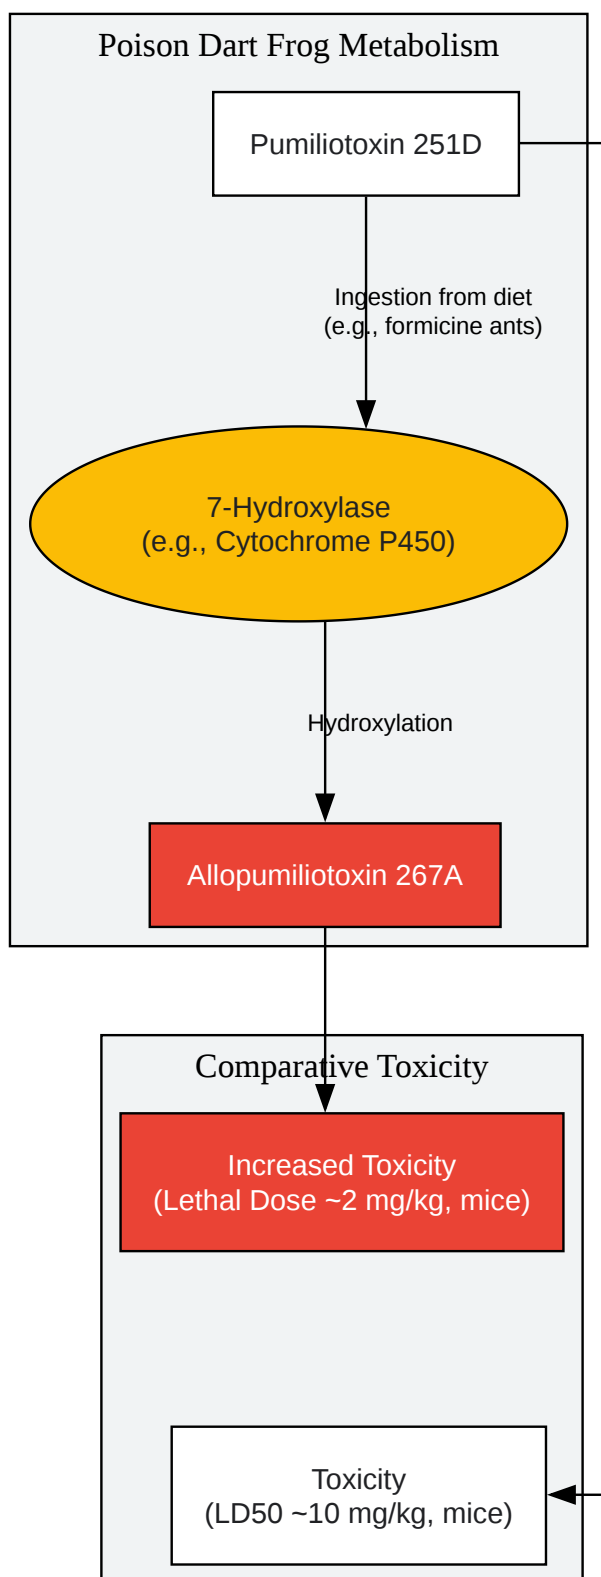 Poison Dart Frog Metabolism
Pumiliotoxin 251D
Ingestion from diet
(e.g., formicine ants)
7-Hydroxylase
(e.g., Cytochrome P450)
Hydroxylation
Allopumiliotoxin 267A
Comparative Toxicity
Increased Toxicity
(Lethal Dose ~2 mg/kg, mice)
Toxicity
(LD50 ~10 mg/kg, mice)